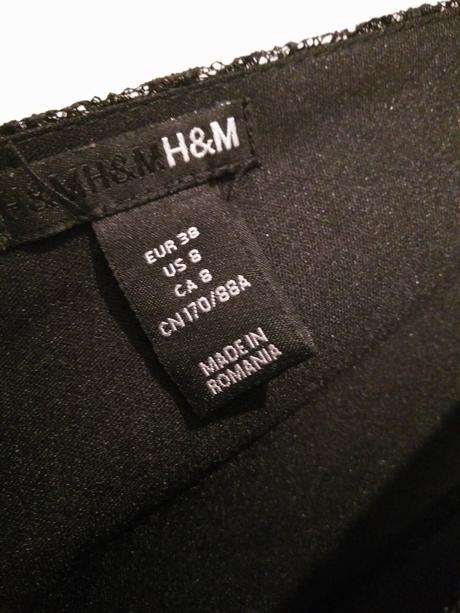 H&M H&M H&M
EUR 38
US 8
CA 8
CN 170/88A
MADE IN
ROMANIA